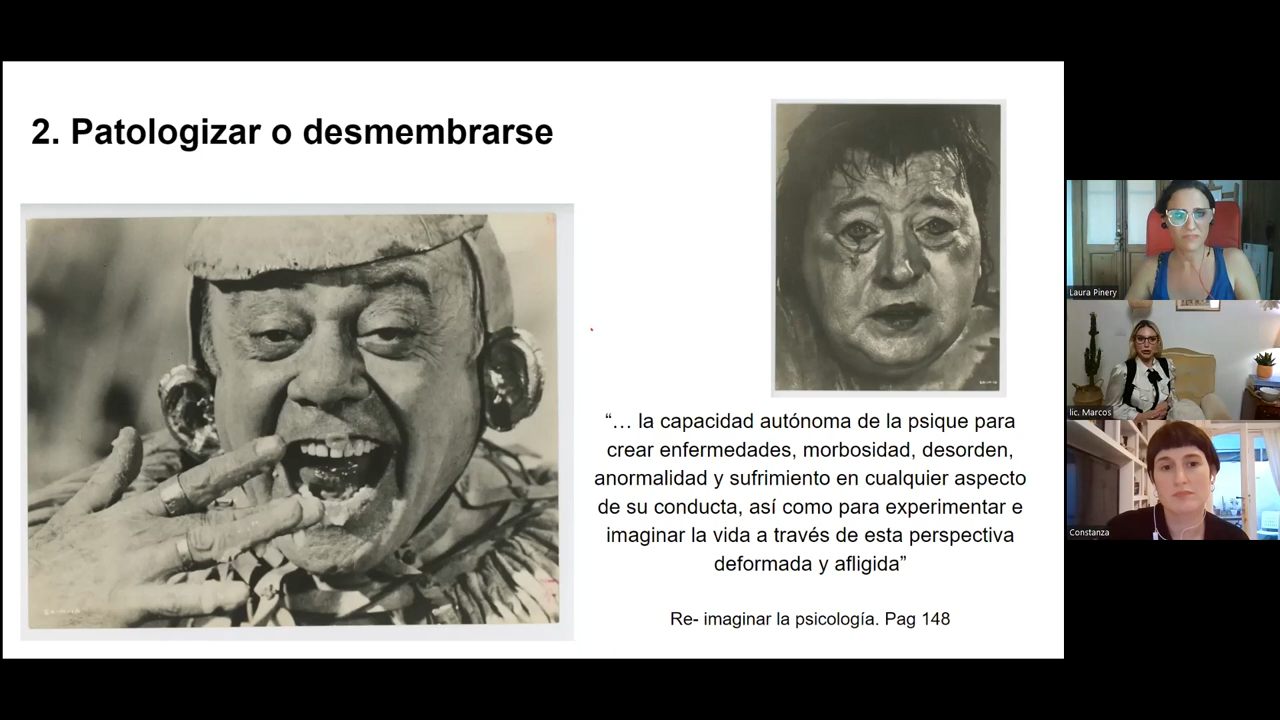 2. Patologizar o desmembrarse
“… la capacidad autónoma de la psique para
crear enfermedades, morbosidad, desorden,
anormalidad y sufrimiento en cualquier aspecto
de su conducta, así como para experimentar e
imaginar la vida a través de esta perspectiva
deformada y afligida”
Re- imaginar la psicología. Pag 148
Laura Pinery
lic. Marcos
Constanza